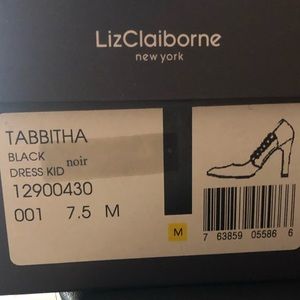 LizClaiborne
new york
TABBITHA
BLACK
DRESS KID noir
12900430
001 7.5 M
M
7 63859 05586 6